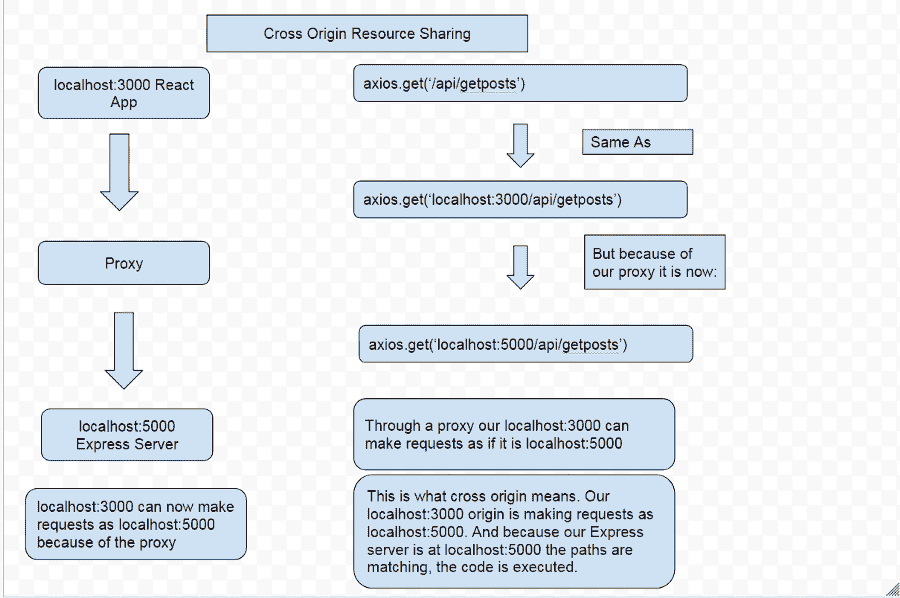 Cross Origin Resource Sharing
localhost:3000 React
App
Proxy
localhost:5000
Express Server
localhost:3000 can now make
requests as localhost:5000
because of the proxy
axios.get(‘/api/getposts’)
Same As
axios.get(‘localhost:3000/api/getposts’)
But because of
our proxy it is now:
axios.get(‘localhost:5000/api/getposts’)
Through a proxy our localhost:3000 can
make requests as if it is localhost:5000
This is what cross origin means. Our
localhost:3000 origin is making requests as
localhost:5000. And because our Express
server is at localhost:5000 the paths are
matching, the code is executed.